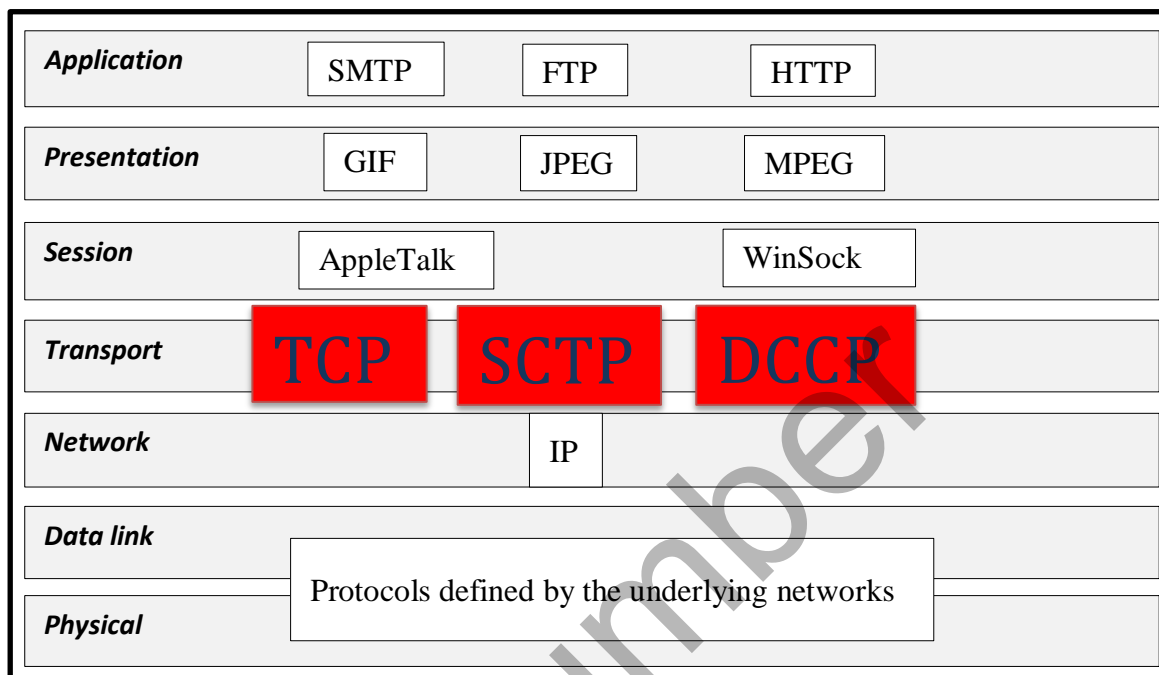 Application
SMTP FTP HTTP
Presentation
GIF JPEG MPEG
Session
AppleTalk WinSock
Transport
TCP SCTP DCCP
Network
IP
Data link
Protocols defined by the underlying networks
Physical